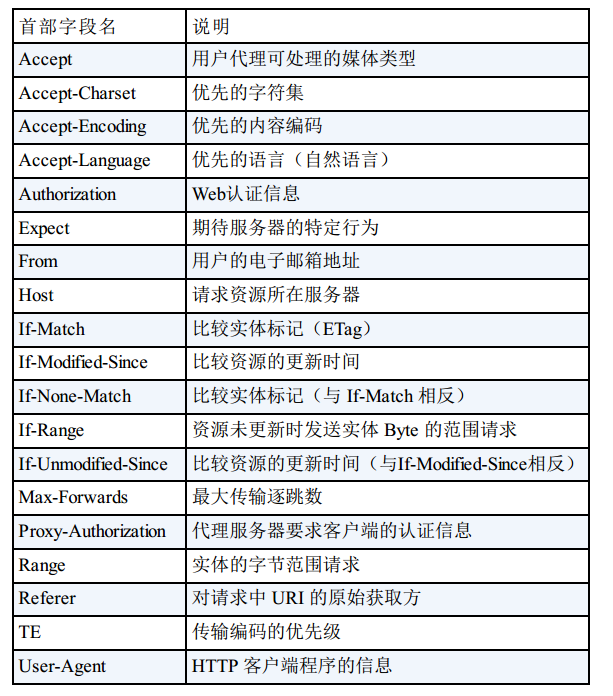 首部字段名 说明
Accept 用户代理可处理的媒体类型
Accept-Charset 优先的字符集
Accept-Encoding 优先的内容编码
Accept-Language 优先的语言（自然语言）
Authorization Web认证信息
Expect 期待服务器的特定行为
From 用户的电子邮箱地址
Host 请求资源所在服务器
If-Match 比较实体标记（ETag）
If-Modified-Since 比较资源的更新时间
If-None-Match 比较实体标记（与 If-Match 相反）
If-Range 资源未更新时发送实体 Byte 的范围请求
If-Unmodified-Since 比较资源的更新时间（与If-Modified-Since相反）
Max-Forwards 最大传输逐跳数
Proxy-Authorization 代理服务器要求客户端的认证信息
Range 实体的字节范围请求
Referer 对请求中 URI 的原始获取方
TE 传输编码的优先级
User-Agent HTTP 客户端程序的信息